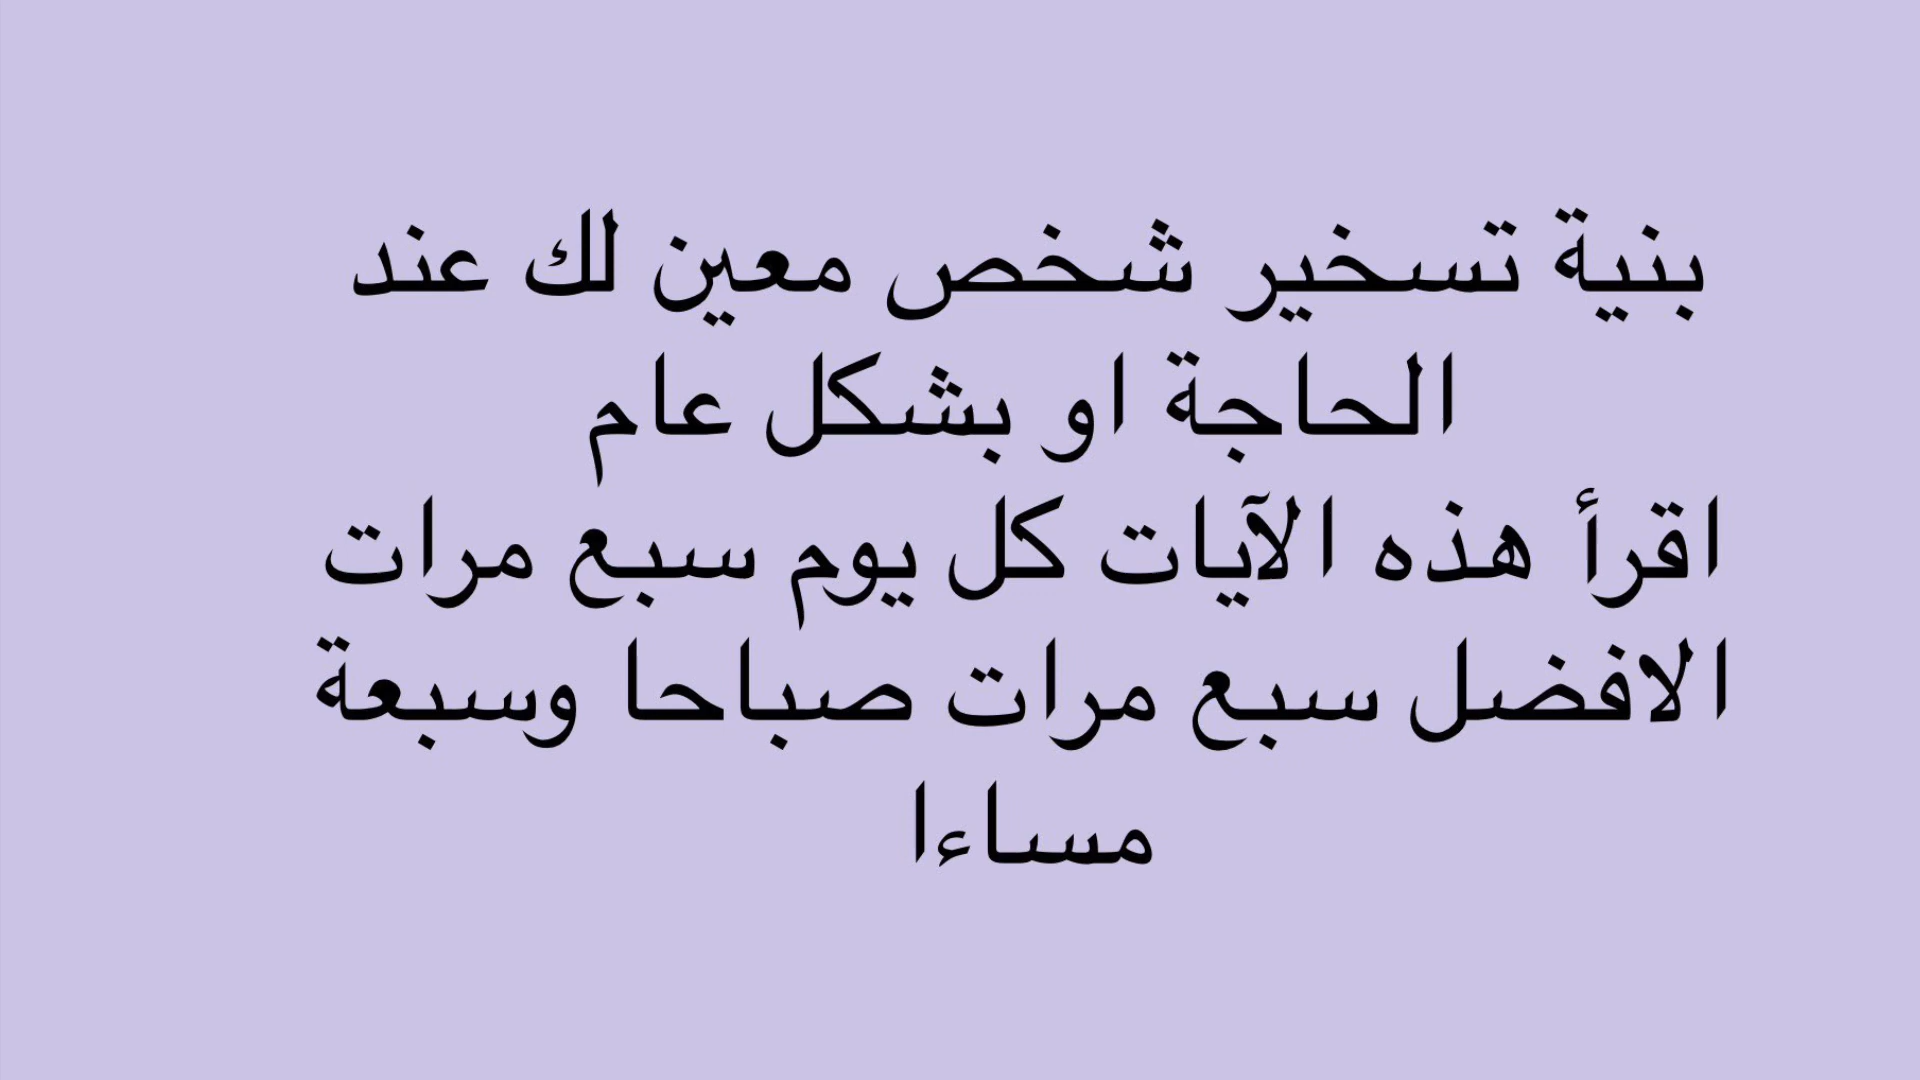 بنية تسخير شخص معين لك عند
الحاجة او بشكل عام
اقرأ هذه الآيات كل يوم سبع مرات
الافضل سبع مرات صباحا وسبعة
مساءا